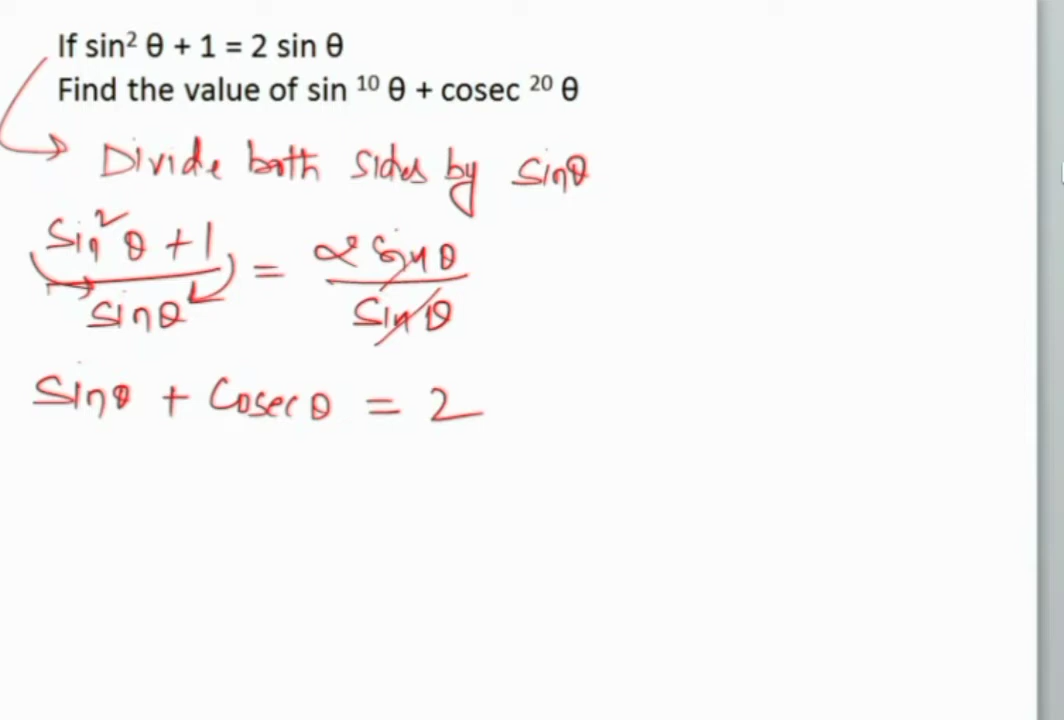 If sin² θ + 1 = 2 sin θ
Find the value of sin ¹⁰ θ + cosec ²⁰ θ
Divide both sides by sinθ
sin²θ + 1 / sinθ = 2 sinθ / sinθ
sinθ + cosecθ = 2